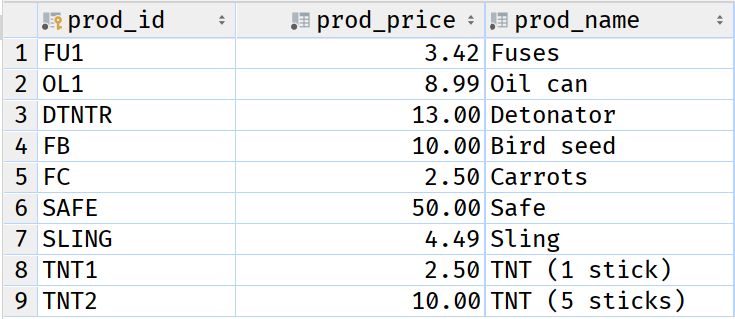 prod_id prod_price prod_name
1 FU1 3.42 Fuses
2 OL1 8.99 Oil can
3 DTNTR 13.00 Detonator
4 FB 10.00 Bird seed
5 FC 2.50 Carrots
6 SAFE 50.00 Safe
7 SLING 4.49 Sling
8 TNT1 2.50 TNT (1 stick)
9 TNT2 10.00 TNT (5 sticks)